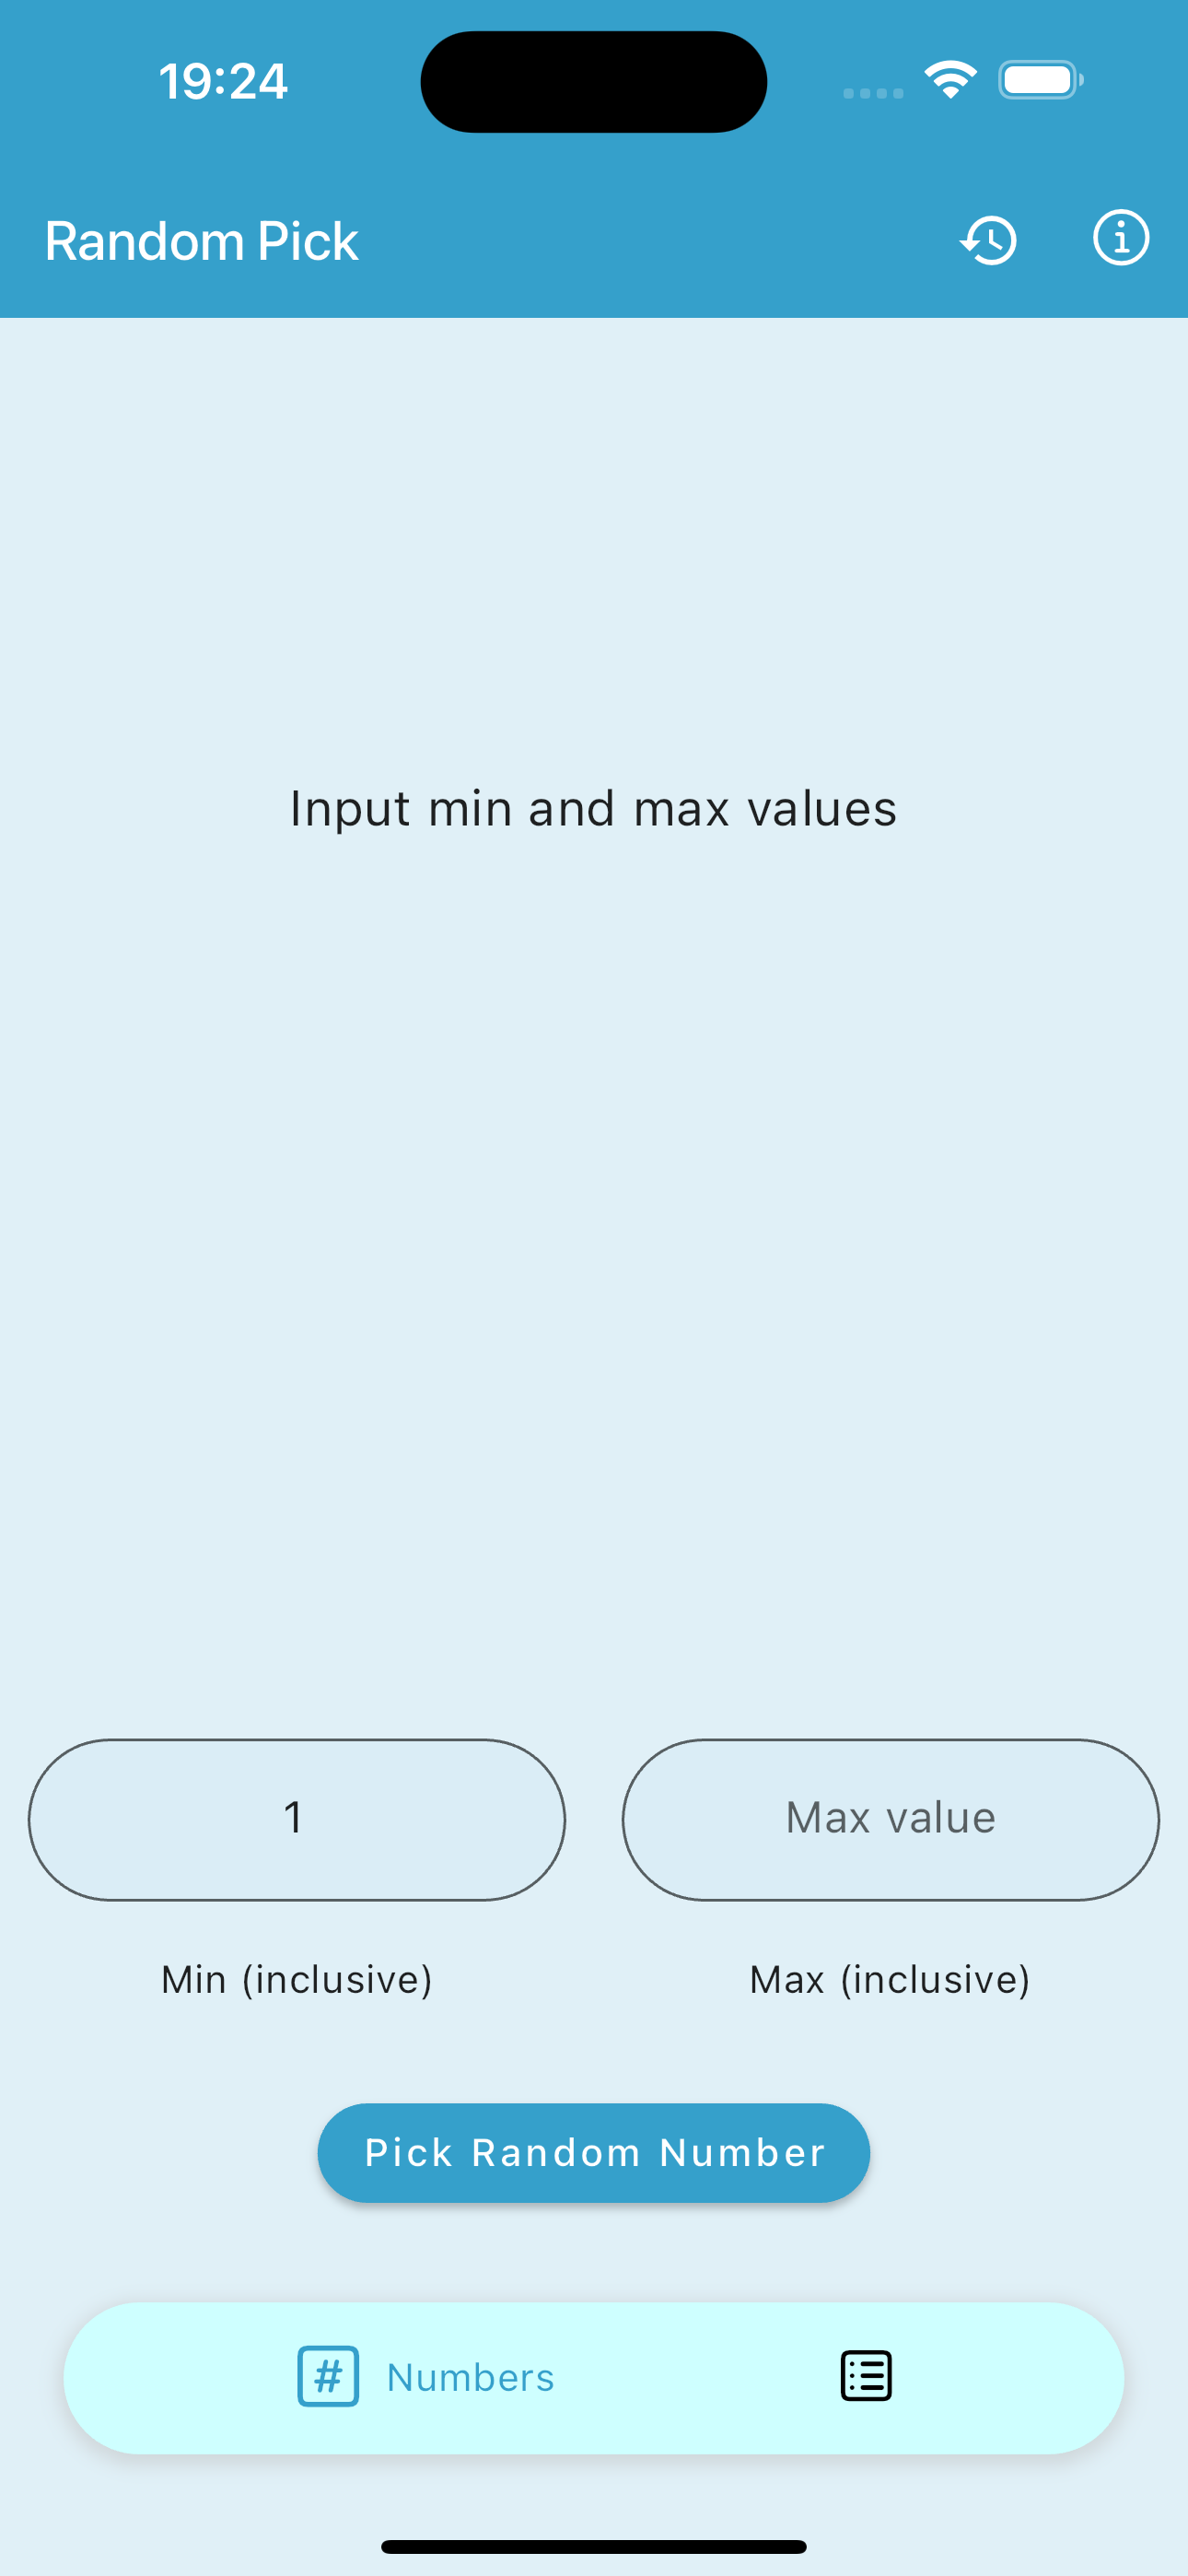 19:24
Random Pick
Input min and max values
1
Max value
Min (inclusive)
Max (inclusive)
Pick Random Number
# Numbers